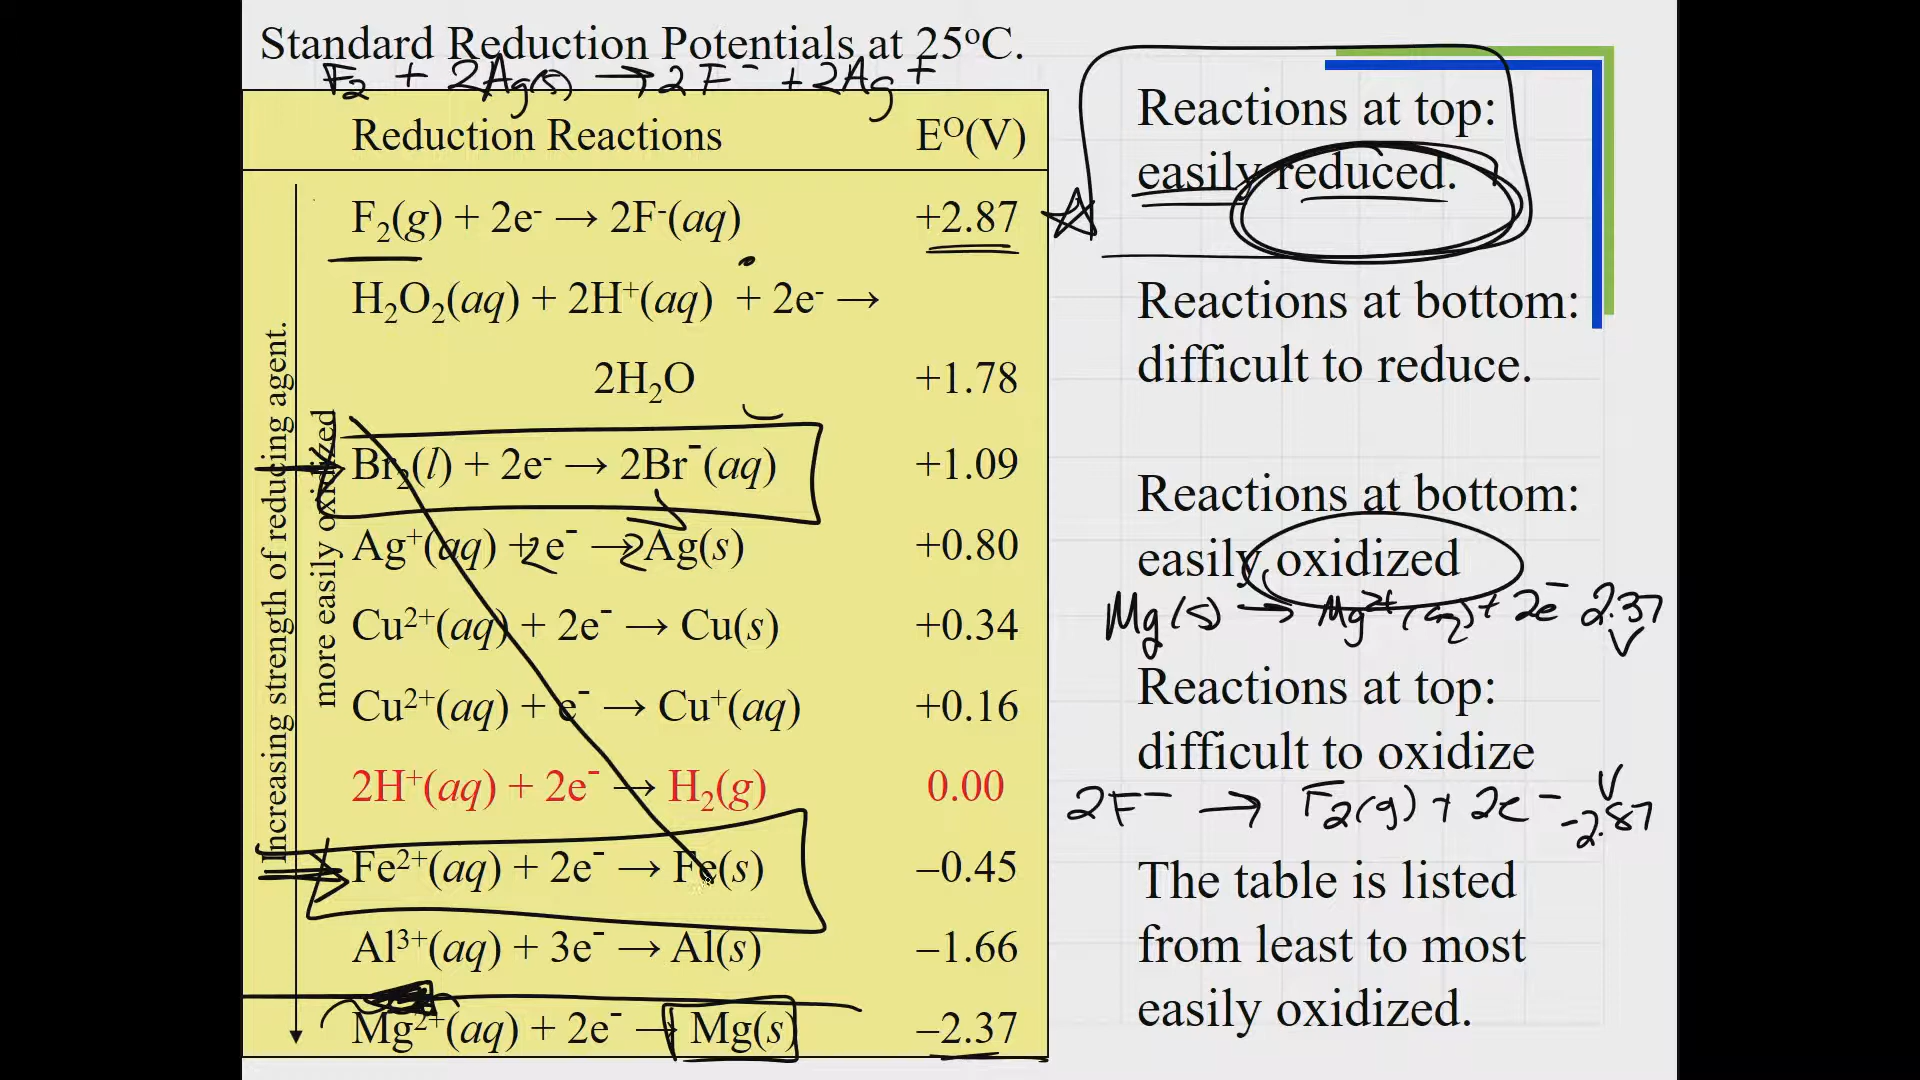 Standard Reduction Potentials at 25°C.
F₂ + 2Ag(s) → 2F⁻ + 2Ag⁺
Reduction Reactions E⁰(V)
F₂(g) + 2e⁻ → 2F⁻(aq) +2.87
H₂O₂(aq) + 2H⁺(aq) + 2e⁻ →
2H₂O +1.78
Br₂(l) + 2e⁻ → 2Br⁻(aq) +1.09
Ag⁺(aq) + 2 e⁻ → 2 Ag(s) +0.80
Cu²⁺(aq) + 2e⁻ → Cu(s) +0.34
Cu²⁺(aq) + e⁻ → Cu⁺(aq) +0.16
2H⁺(aq) + 2e⁻ → H₂(g) 0.00
Fe²⁺(aq) + 2e⁻ → Fe(s) –0.45
Al³⁺(aq) + 3e⁻ → Al(s) –1.66
Mg²⁺(aq) + 2e⁻ → Mg(s) –2.37
Increasing strength of reducing agent.
more easily oxidized
Reactions at top:
easily reduced.
Reactions at bottom:
difficult to reduce.
Reactions at bottom:
easily oxidized
Mg(s) → Mg²⁺(aq) + 2e⁻ 2.37
V
Reactions at top:
difficult to oxidize
V
2F⁻ → F₂(g) + 2e⁻ -2.87
The table is listed
from least to most
easily oxidized.